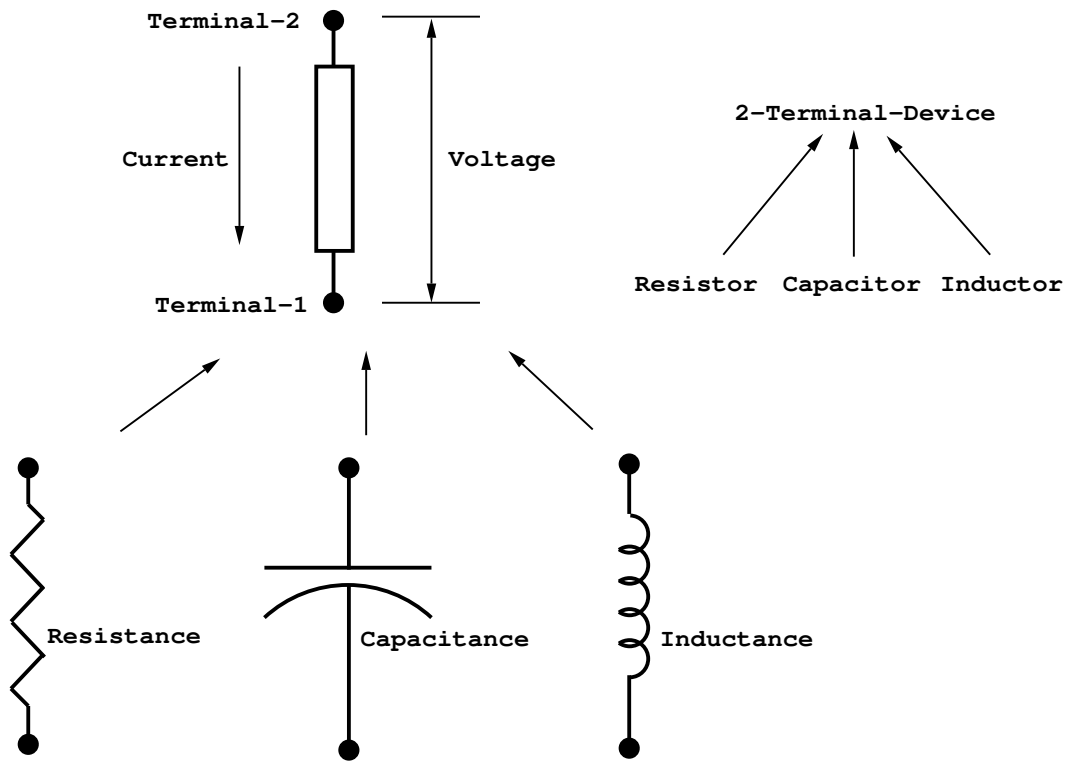 Terminal-2
2-Terminal-Device
Current
Voltage
Resistor Capacitor Inductor
Terminal-1
Resistance
Capacitance
Inductance